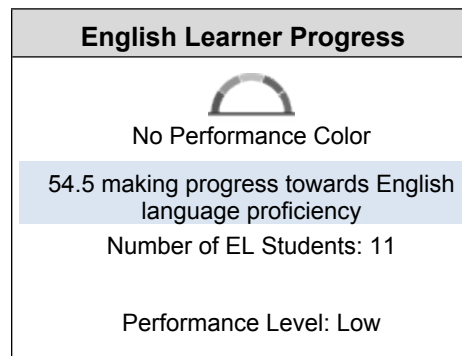 English Learner Progress
No Performance Color
54.5 making progress towards English
language proficiency
Number of EL Students: 11
Performance Level: Low